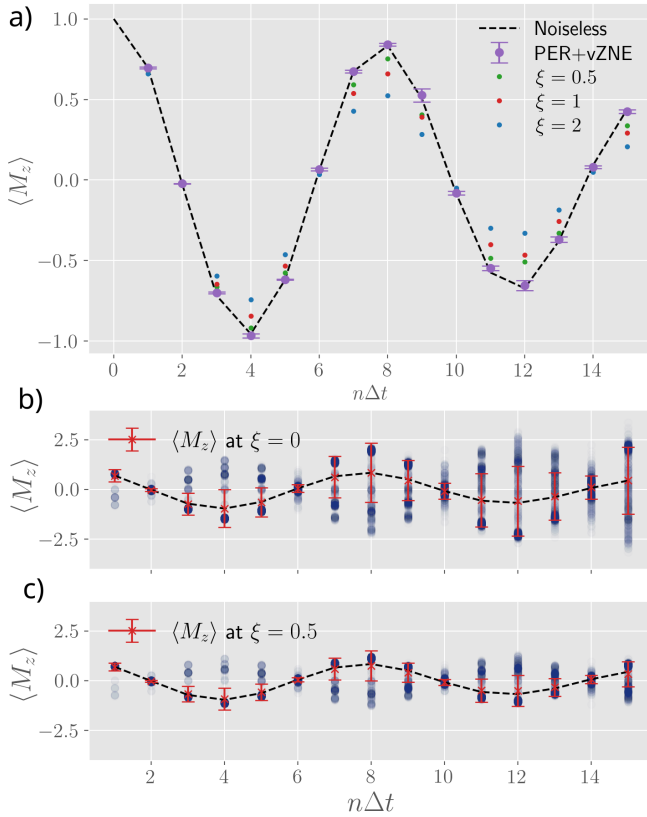 a)
1.0
0.5
0.0
−0.5
−1.0
⟨M_z⟩
Noiseless
PER+vZNE
ξ = 0.5
ξ = 1
ξ = 2
0 2 4 6 8 10 12 14
nΔt
b)
2.5
0.0
−2.5
⟨M_z⟩
⟨M_z⟩ at ξ = 0
c)
2.5
0.0
−2.5
⟨M_z⟩
⟨M_z⟩ at ξ = 0.5
2 4 6 8 10 12 14
nΔt